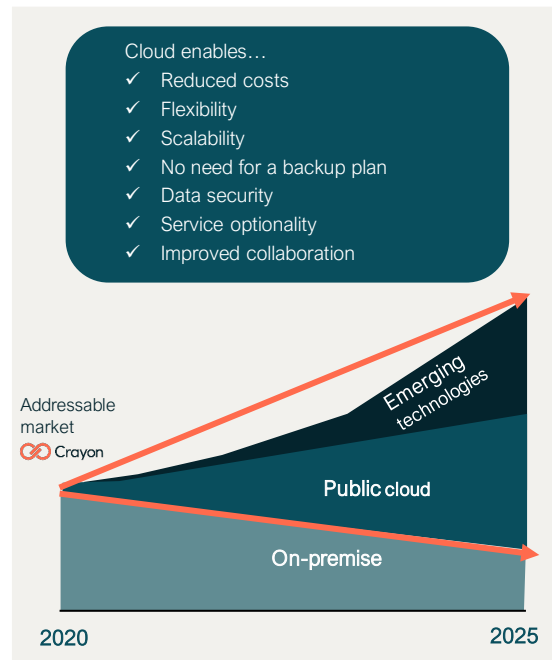 Cloud enables...
✓ Reduced costs
✓ Flexibility
✓ Scalability
✓ No need for a backup plan
✓ Data security
✓ Service optionality
✓ Improved collaboration
Addressable
market
Crayon
Emerging
technologies
Public cloud
On-premise
2020
2025